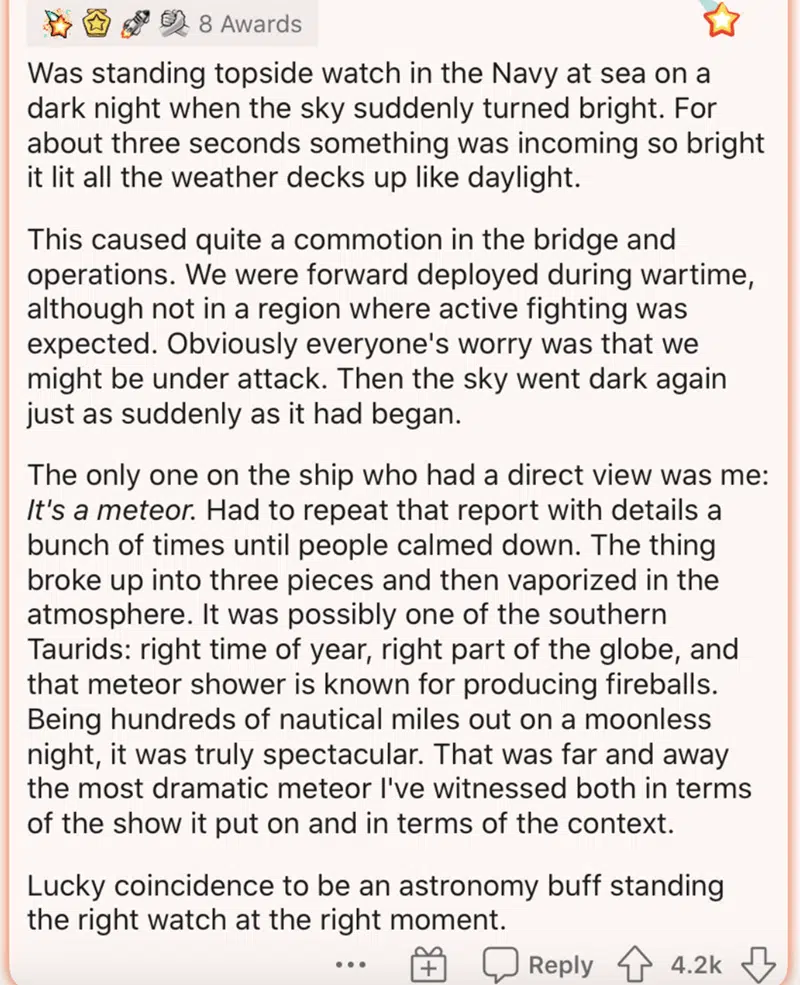 8 Awards
Was standing topside watch in the Navy at sea on a
dark night when the sky suddenly turned bright. For
about three seconds something was incoming so bright
it lit all the weather decks up like daylight.
This caused quite a commotion in the bridge and
operations. We were forward deployed during wartime,
although not in a region where active fighting was
expected. Obviously everyone's worry was that we
might be under attack. Then the sky went dark again
just as suddenly as it had began.
The only one on the ship who had a direct view was me:
It's a meteor. Had to repeat that report with details a
bunch of times until people calmed down. The thing
broke up into three pieces and then vaporized in the
atmosphere. It was possibly one of the southern
Taurids: right time of year, right part of the globe, and
that meteor shower is known for producing fireballs.
Being hundreds of nautical miles out on a moonless
night, it was truly spectacular. That was far and away
the most dramatic meteor I've witnessed both in terms
of the show it put on and in terms of the context.
Lucky coincidence to be an astronomy buff standing
the right watch at the right moment.
Reply 4.2k